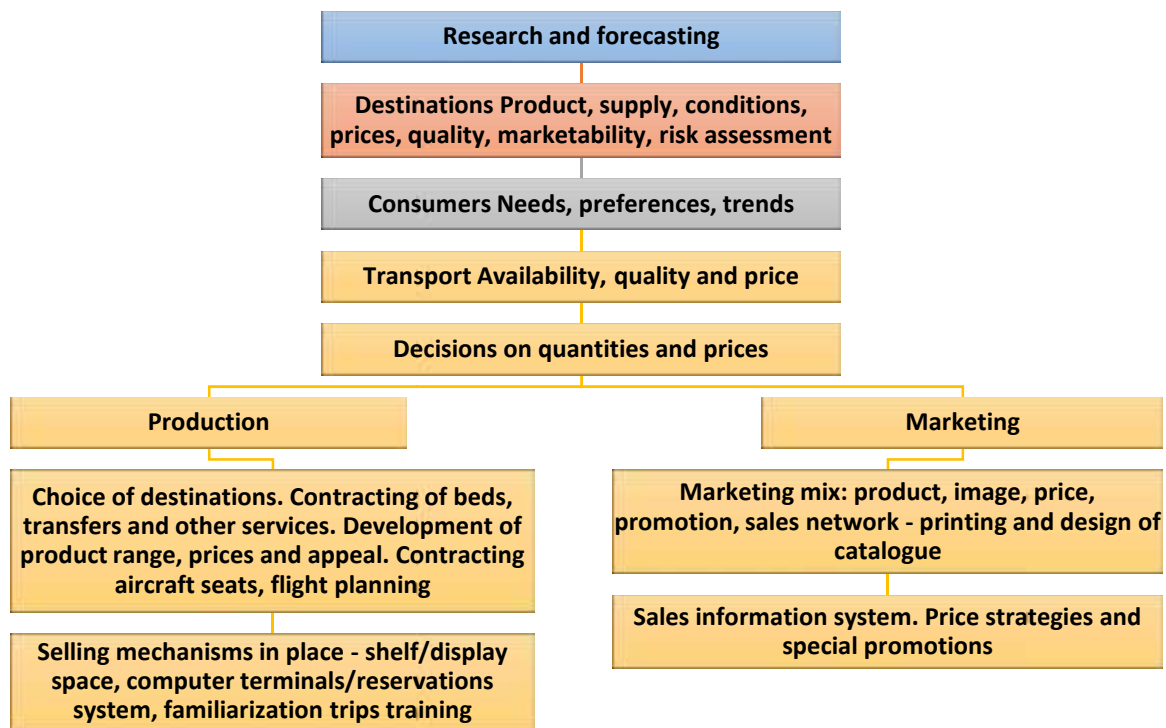 Research and forecasting
Destinations Product, supply, conditions,
prices, quality, marketability, risk assessment
Consumers Needs, preferences, trends
Transport Availability, quality and price
Decisions on quantities and prices
Production
Choice of destinations. Contracting of beds,
transfers and other services. Development of
product range, prices and appeal. Contracting
aircraft seats, flight planning
Selling mechanisms in place - shelf/display
space, computer terminals/reservations
system, familiarization trips training
Marketing
Marketing mix: product, image, price,
promotion, sales network - printing and design of
catalogue
Sales information system. Price strategies and
special promotions